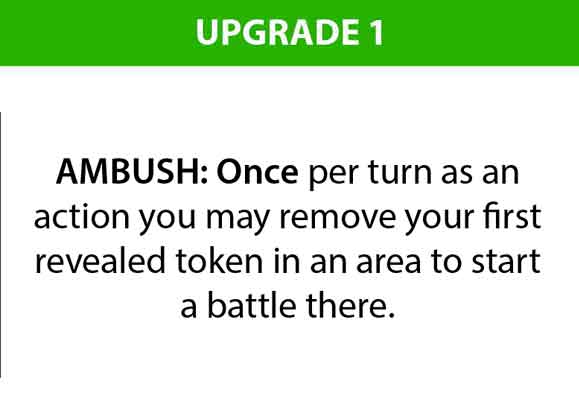 UPGRADE 1
AMBUSH: Once per turn as an
action you may remove your first
revealed token in an area to start
a battle there.